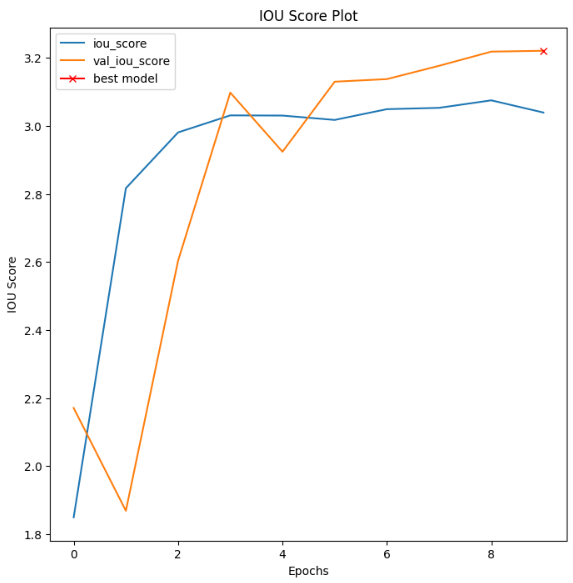 IOU Score Plot
iou_score
val_iou_score
best model
3.2
3.0
2.8
2.6
2.4
2.2
2.0
1.8
IOU Score
0 2 4 6 8
Epochs